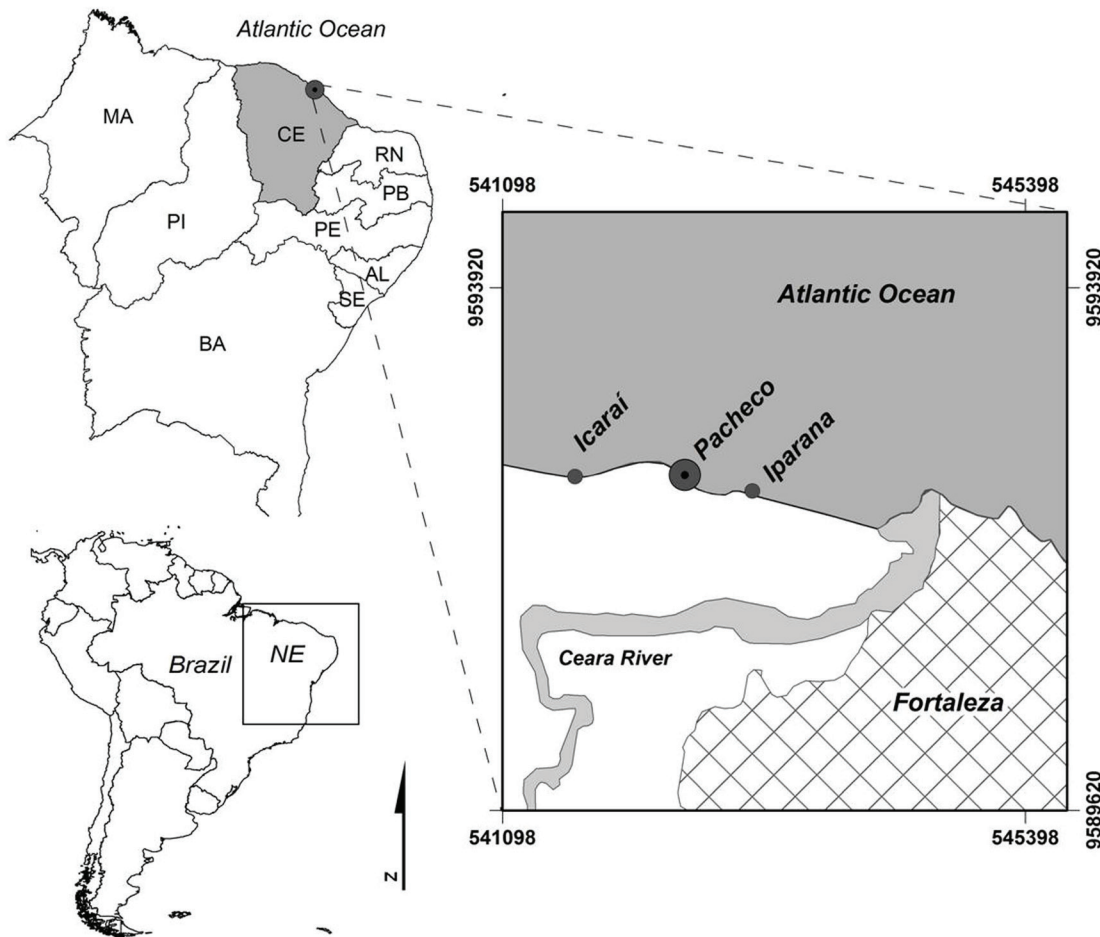 Atlantic Ocean
MA
CE
RN
PB
PI
PE
AL
SE
BA
Brazil
NE
N
541098
545398
9593920
9593920
Atlantic Ocean
Icaraí
Pacheco
Iparana
Ceara River
Fortaleza
541098
545398
9589620